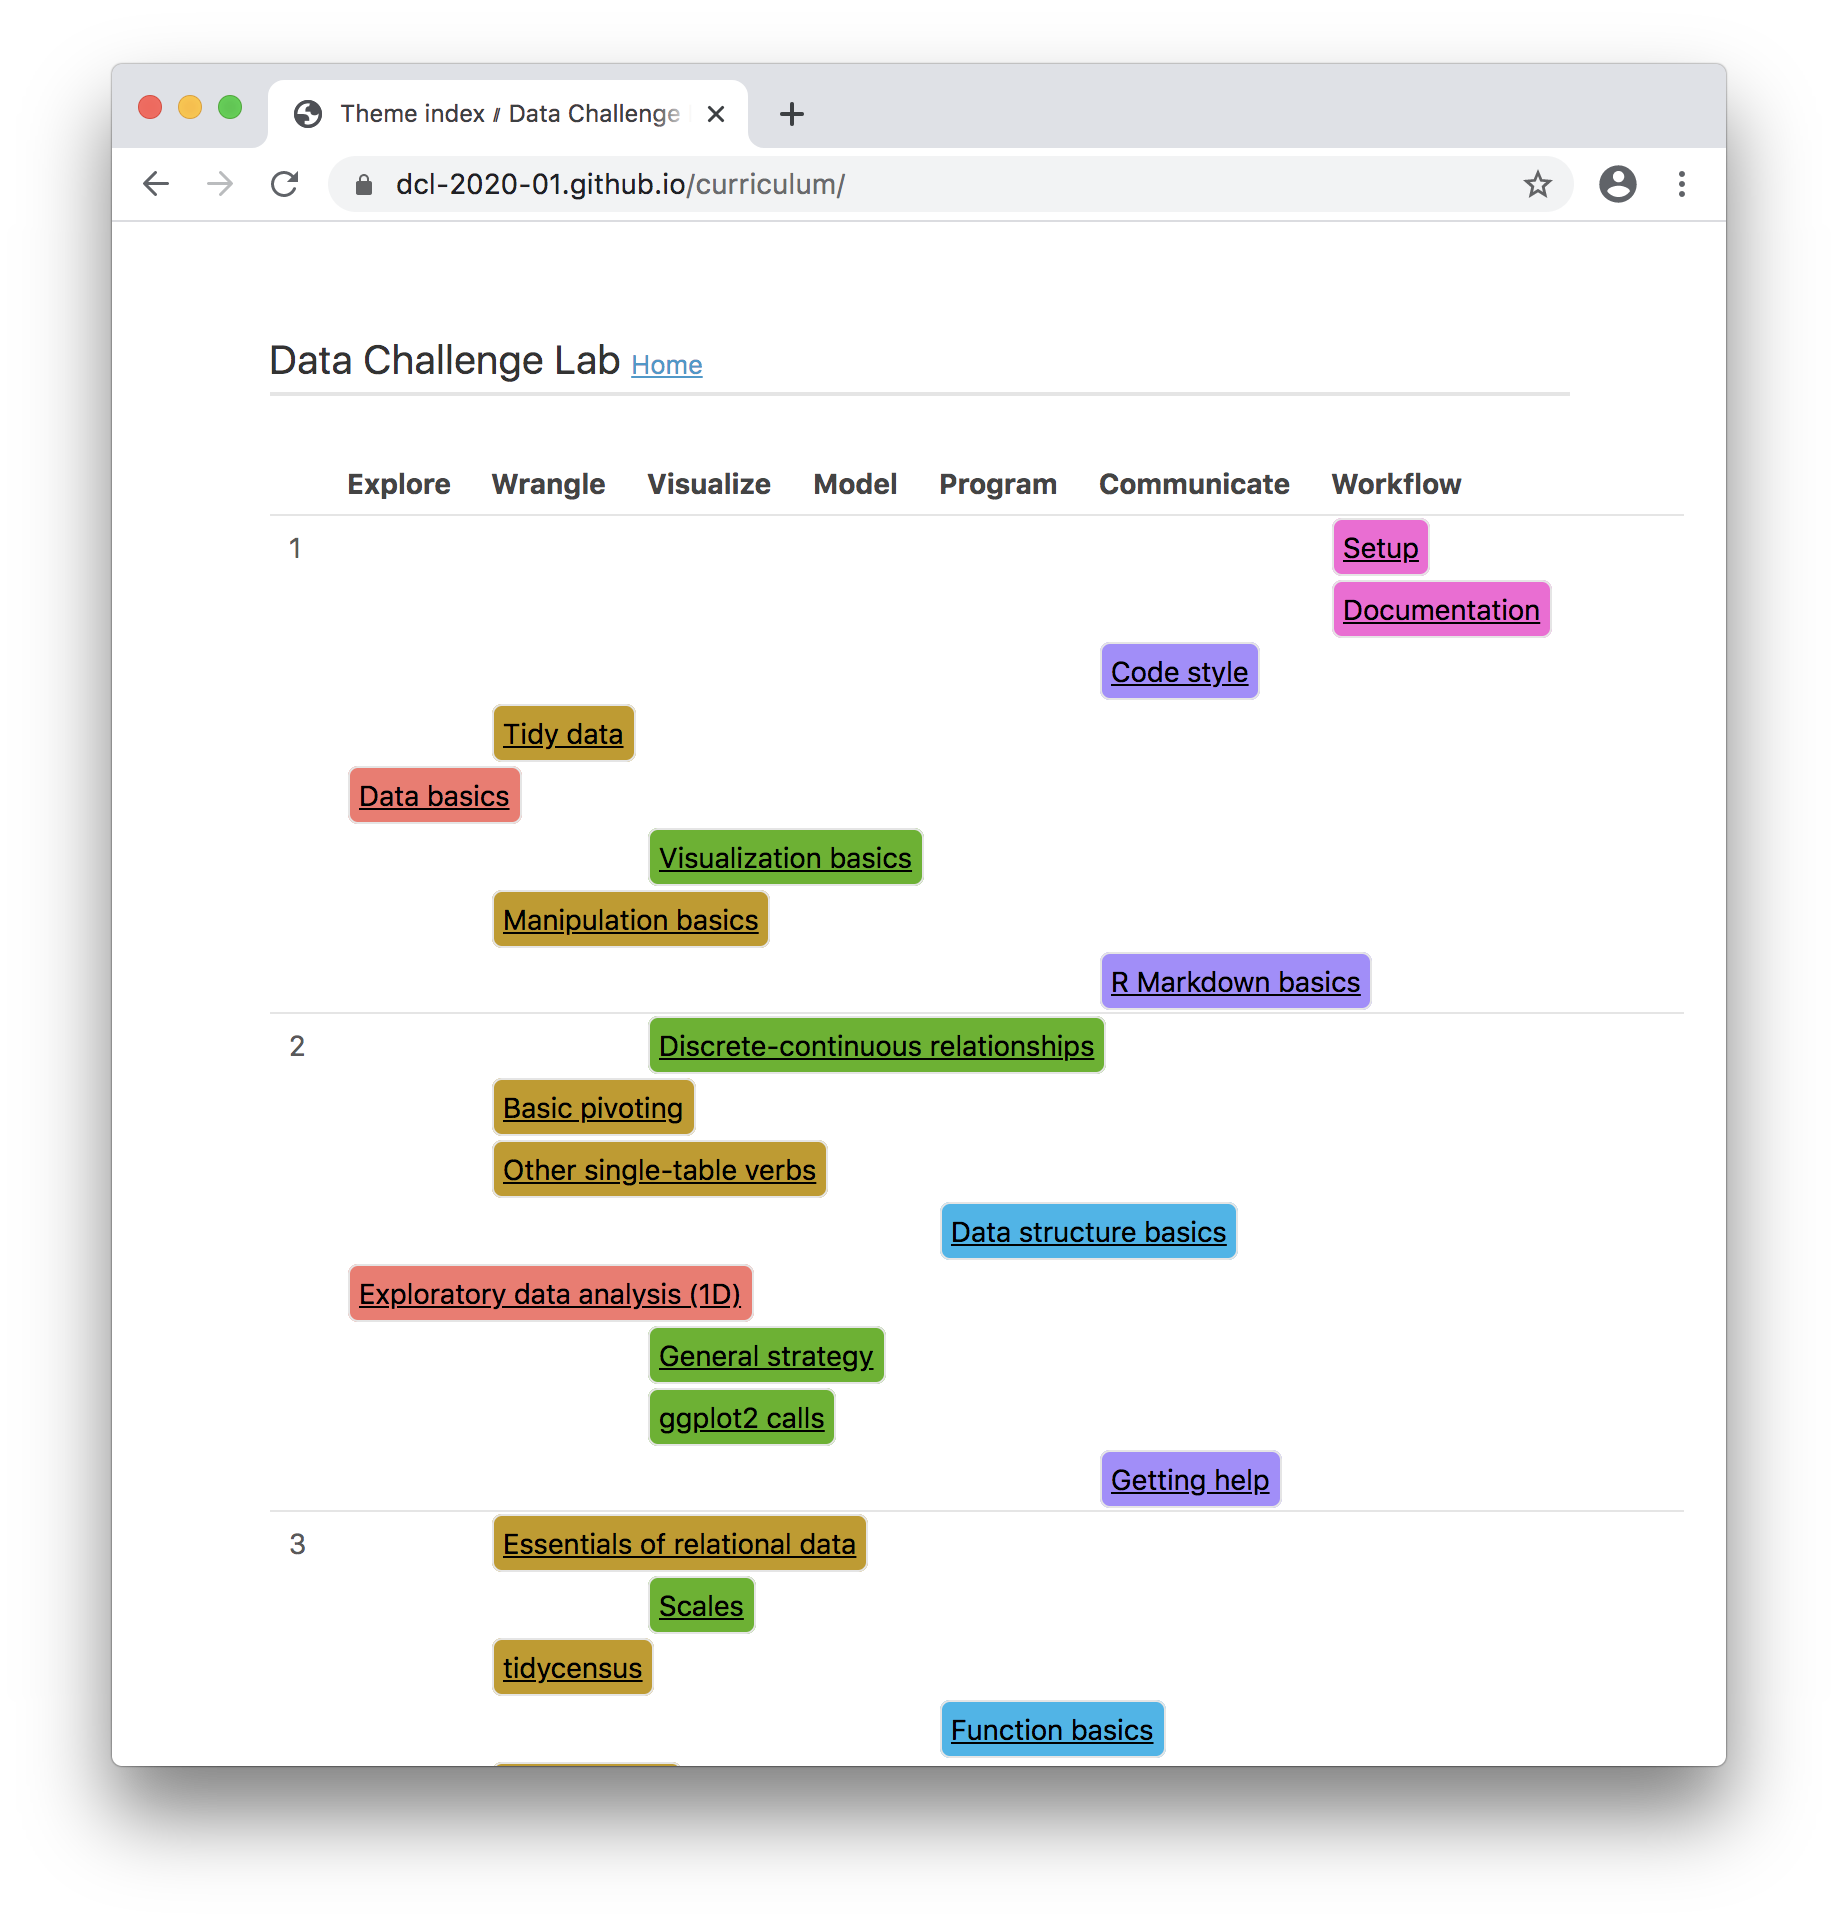 Theme index // Data Challenge
dcl-2020-01.github.io/curriculum/
Data Challenge Lab Home
Explore Wrangle Visualize Model Program Communicate Workflow
1 Setup
Documentation
Code style
Tidy data
Data basics
Visualization basics
Manipulation basics
R Markdown basics
2 Discrete-continuous relationships
Basic pivoting
Other single-table verbs
Data structure basics
Exploratory data analysis (1D)
General strategy
ggplot2 calls
Getting help
3 Essentials of relational data
Scales
tidycensus
Function basics